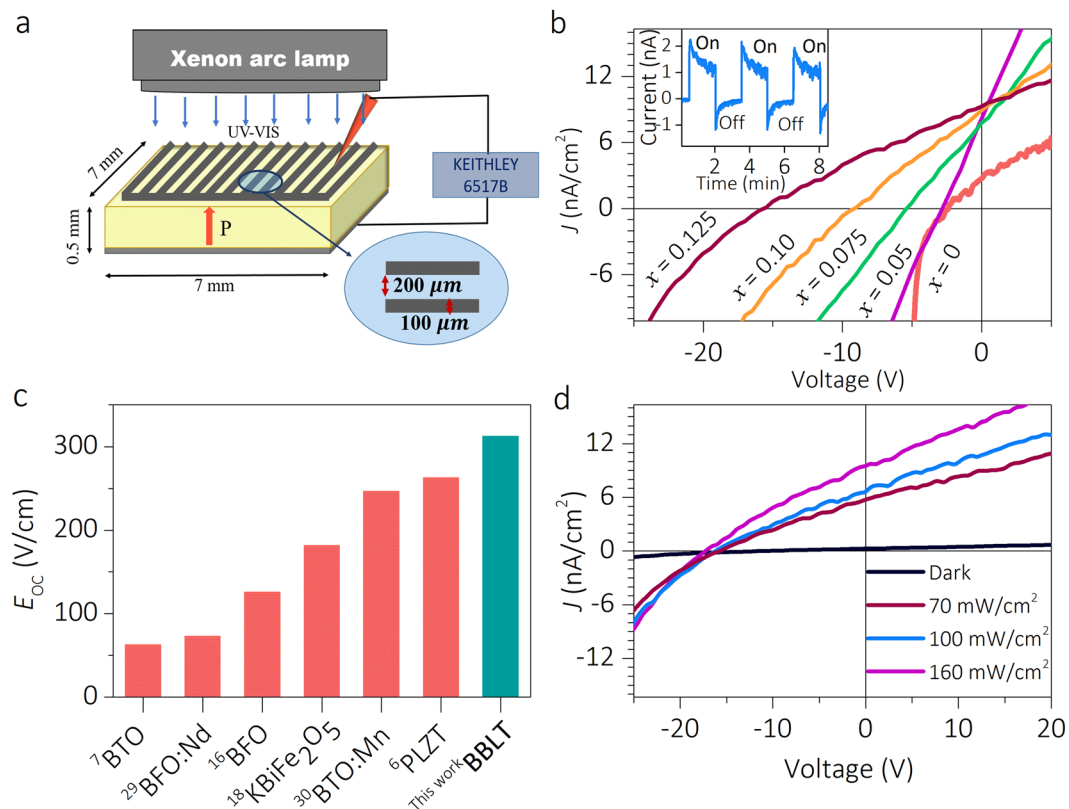 a
Xenon arc lamp
UV-VIS
7 mm
KEITHLEY
6517B
P
0.5 mm
7 mm
200 μm
100 μm
b
J (nA/cm²)
12
6
0
-6
-20
-10
0
Voltage (V)
x = 0.125
x = 0.10
x = 0.075
x = 0.05
x = 0
Current (nA)
2
1
0
-1
On
On
On
Off
Off
2
4
6
8
Time (min)
c
E_OC (V/cm)
300
200
100
0
⁷BTO
²⁹BFO:Nd
¹⁶BFO
¹⁸KBiFe₂O₅
³⁰BTO:Mn
⁶PLZT
This work BBLT
d
J (nA/cm²)
12
6
0
-6
-12
Dark
70 mW/cm²
100 mW/cm²
160 mW/cm²
-20
-10
0
10
20
Voltage (V)